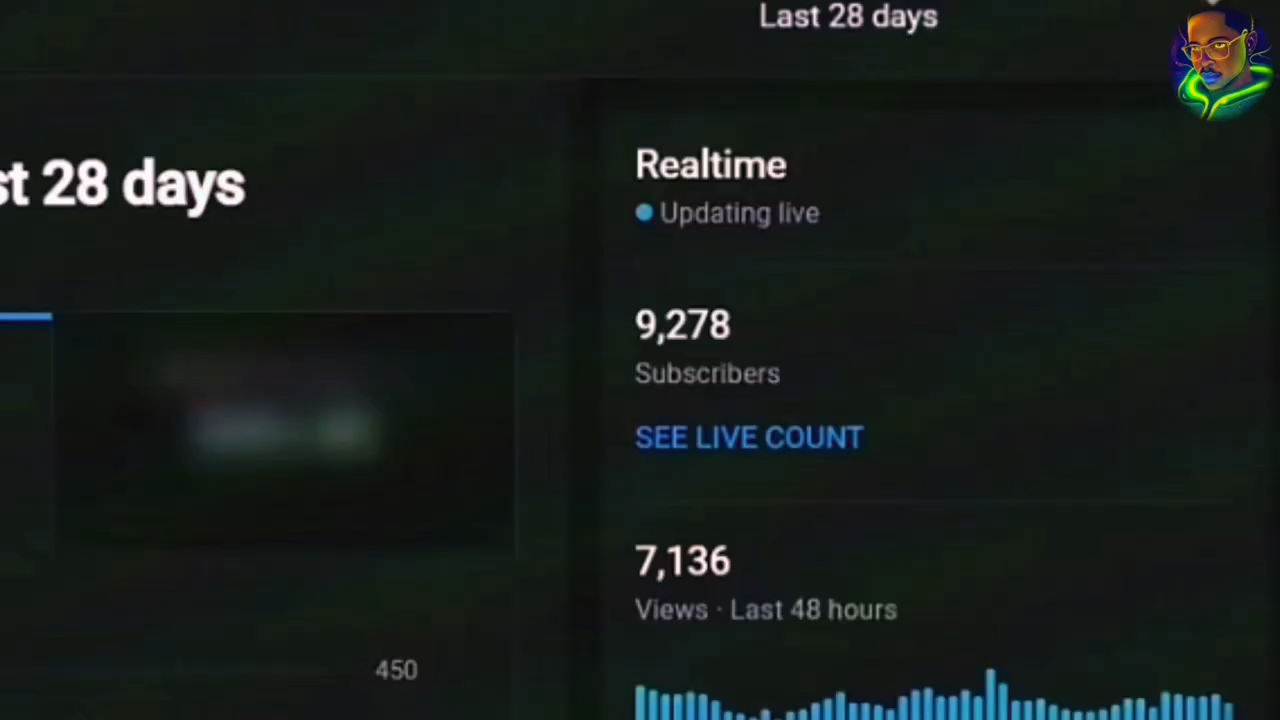 Last 28 days
st 28 days
Realtime
Updating live
9,278
Subscribers
SEE LIVE COUNT
7,136
Views · Last 48 hours
450